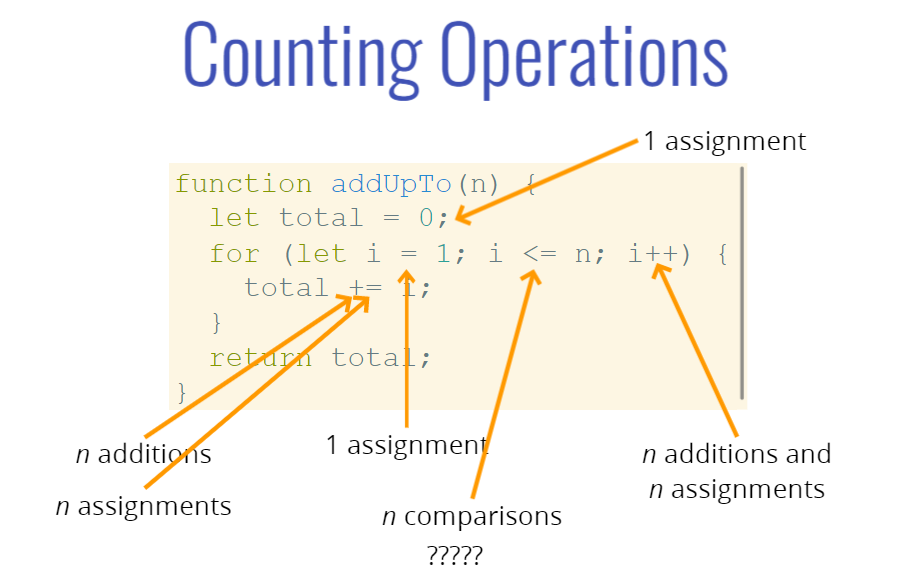 Counting Operations
1 assignment
function addUpTo(n) {
let total = 0;
for (let i = 1; i <= n; i++) {
total += i;
}
return total;
}
n additions
n assignments
1 assignment
n comparisons
?????
n additions and
n assignments